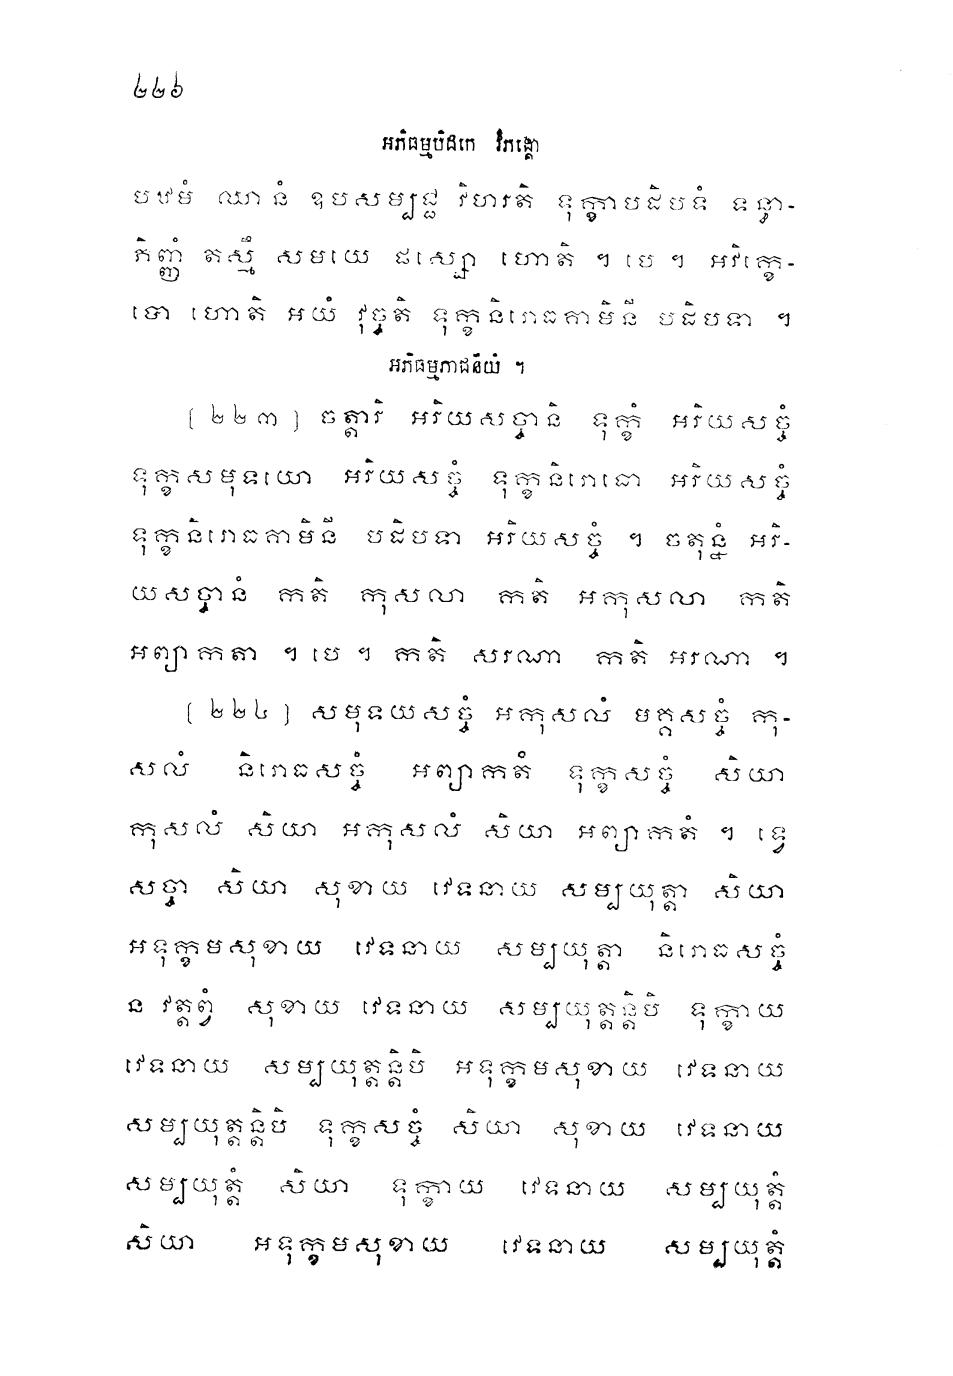 ២២៦
អភិធម្មបិដកេ វិភង្គោ
បឋមំ ឈានំ ឧបសម្បជ្ជ វិហរតិ ទុក្ខាបដិបទំ ទន្ធា-
ភិញ្ញំ តស្មឹ សមយេ ផស្សោ ហោតិ ។ បេ ។ អវិក្ខេ-
បោ ហោតិ អយំ វុច្ចតិ ទុក្ខនិរោធគាមិនី បដិបទា ។
អភិធម្មភាជនីយំ ។
[ ២២៣ ] ចត្តារិ អរិយសច្ចានិ ទុក្ខំ អរិយសច្ចំ
ទុក្ខសមុទយោ អរិយសច្ចំ ទុក្ខនិរោធោ អរិយសច្ចំ
ទុក្ខនិរោធគាមិនី បដិបទា អរិយសច្ចំ ។ ចតុន្នំ អរិ-
យសច្ចានំ កតិ កុសលា កតិ អកុសលា កតិ
អព្យាកតា ។ បេ ។ កតិ សរណា កតិ អរណា ។
[ ២២៤ ] សមុទយសច្ចំ អកុសលំ មគ្គសច្ចំ កុ-
សលំ និរោធសច្ចំ អព្យាកតំ ទុក្ខសច្ចំ សិយា
កុសលំ សិយា អកុសលំ សិយា អព្យាកតំ ។ ទ្វេ
សច្ចា សិយា សុខាយ វេទនាយ សម្បយុត្តា សិយា
អទុក្ខមសុខាយ វេទនាយ សម្បយុត្តា និរោធសច្ចំ
ន វត្តព្វំ សុខាយ វេទនាយ សម្បយុត្តន្តិបិ ទុក្ខាយ
វេទនាយ សម្បយុត្តន្តិបិ អទុក្ខមសុខាយ វេទនាយ
សម្បយុត្តន្តិបិ ទុក្ខសច្ចំ សិយា សុខាយ វេទនាយ
សម្បយុត្តំ សិយា ទុក្ខាយ វេទនាយ សម្បយុត្តំ
សិយា អទុក្ខមសុខាយ វេទនាយ សម្បយុត្តំ